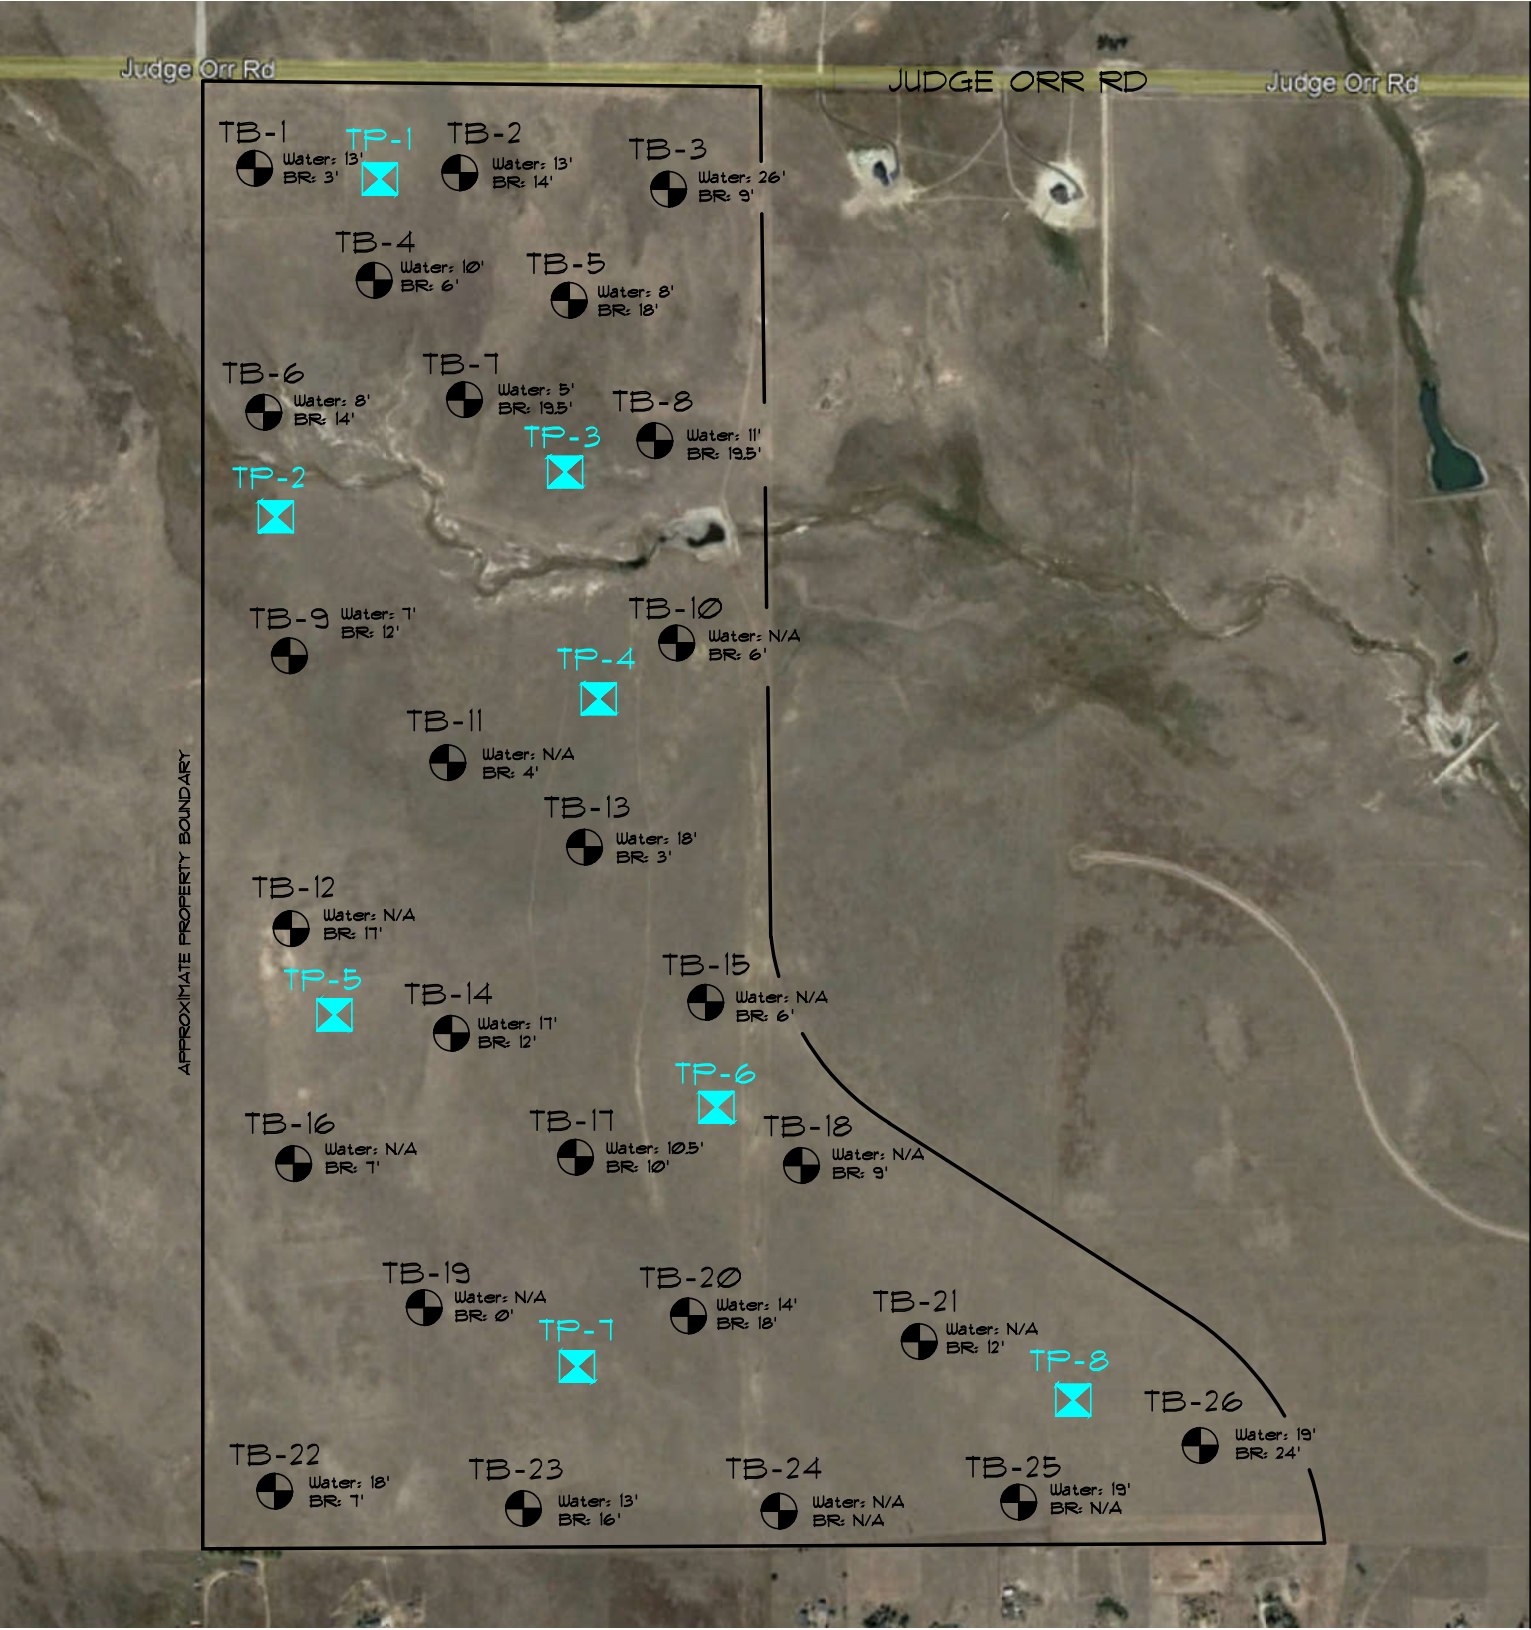 Judge Orr Rd
JUDGE ORR RD
Judge Orr Rd
TB-1
Water: 13'
BR: 3'
TP-1
TB-2
Water: 13'
BR: 14'
TB-3
Water: 26'
BR: 9'
TB-4
Water: 10'
BR: 6'
TB-5
Water: 8'
BR: 18'
TB-6
Water: 8'
BR: 14'
TB-7
Water: 5'
BR: 19.5'
TB-8
Water: 11'
BR: 19.5'
TP-3
TP-2
TB-9
Water: 7'
BR: 12'
TB-10
Water: N/A
BR: 6'
TP-4
TB-11
Water: N/A
BR: 4'
TB-13
Water: 18'
BR: 3'
APPROXIMATE PROPERTY BOUNDARY
TB-12
Water: N/A
BR: 17'
TP-5
TB-14
Water: 17'
BR: 12'
TB-15
Water: N/A
BR: 6'
TP-6
TB-16
Water: N/A
BR: 7'
TB-17
Water: 10.5'
BR: 10'
TB-18
Water: N/A
BR: 9'
TB-19
Water: N/A
BR: 0'
TP-7
TB-20
Water: 14'
BR: 18'
TB-21
Water: N/A
BR: 12'
TP-8
TB-26
Water: 19'
BR: 24'
TB-22
Water: 18'
BR: 7'
TB-23
Water: 13'
BR: 16'
TB-24
Water: N/A
BR: N/A
TB-25
Water: 19'
BR: N/A